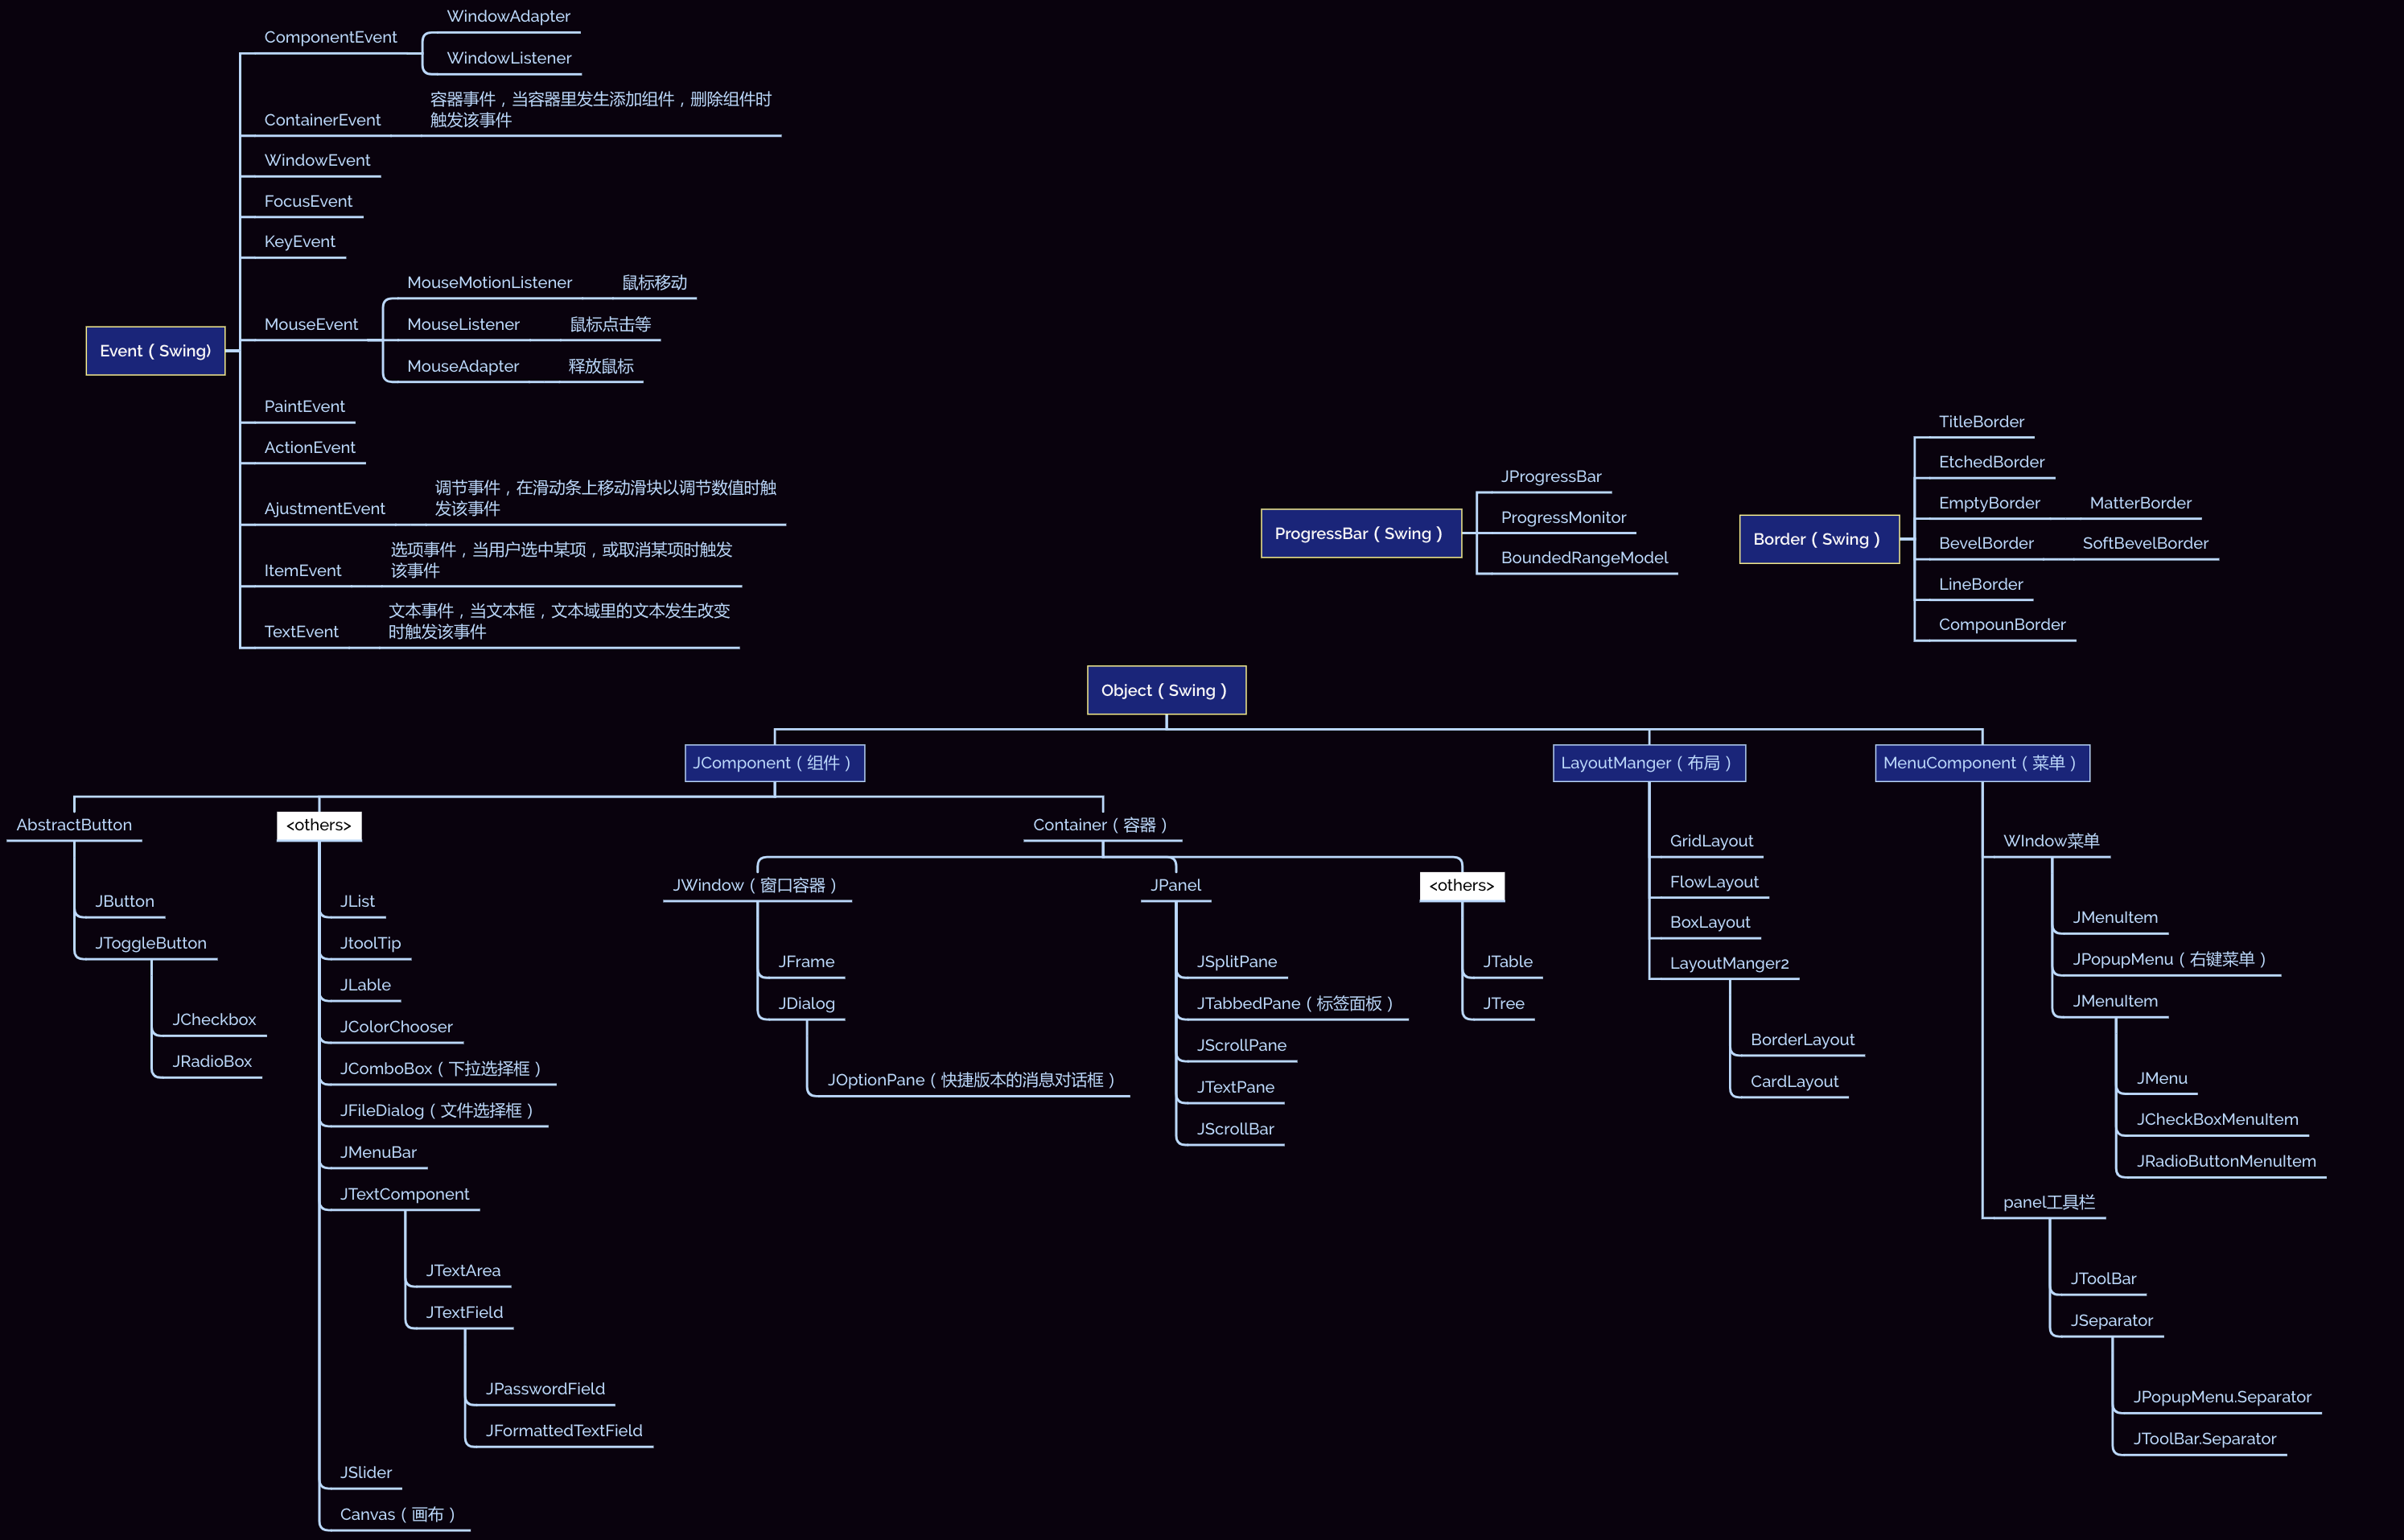 WindowAdapter
ComponentEvent
WindowListener
容器事件，当容器里发生添加组件，删除组件时
触发该事件
ContainerEvent
WindowEvent
FocusEvent
KeyEvent
MouseMotionListener 鼠标移动
MouseEvent
MouseListener 鼠标点击等
MouseAdapter 释放鼠标
Event（Swing)
PaintEvent
ActionEvent
调节事件，在滑动条上移动滑块以调节数值时触
发该事件
AjustmentEvent
选项事件，当用户选中某项，或取消某项时触发
该事件
ItemEvent
文本事件，当文本框，文本域里的文本发生改变
时触发该事件
TextEvent
ProgressBar（Swing）
JProgressBar
ProgressMonitor
BoundedRangeModel
Border（Swing）
TitleBorder
EtchedBorder
EmptyBorder MatterBorder
BevelBorder SoftBevelBorder
LineBorder
CompounBorder
Object（Swing）
JComponent（组件）
AbstractButton
JButton
JToggleButton
JCheckbox
JRadioBox
<others>
JList
JtoolTip
JLable
JColorChooser
JComboBox（下拉选择框）
JFileDialog（文件选择框）
JMenuBar
JTextComponent
JTextArea
JTextField
JPasswordField
JFormattedTextField
JSlider
Canvas（画布）
Container（容器）
JWindow（窗口容器）
JFrame
JDialog
JOptionPane（快捷版本的消息对话框）
JPanel
JSplitPane
JTabbedPane（标签面板）
JScrollPane
JTextPane
JScrollBar
<others>
JTable
JTree
LayoutManger（布局）
GridLayout
FlowLayout
BoxLayout
LayoutManger2
BorderLayout
CardLayout
MenuComponent（菜单）
WIndow菜单
JMenuItem
JPopupMenu（右键菜单）
JMenuItem
JMenu
JCheckBoxMenuItem
JRadioButtonMenuItem
panel工具栏
JToolBar
JSeparator
JPopupMenu.Separator
JToolBar.Separator